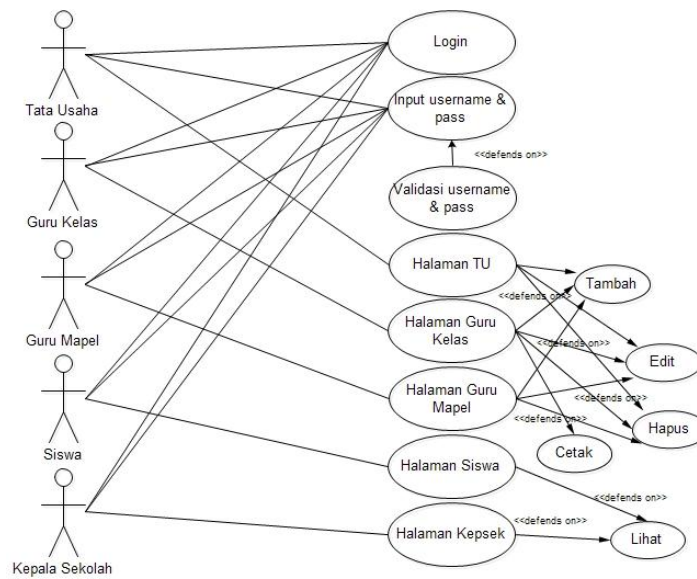 Login
Tata Usaha
Input username &
pass
<<defends on>>
Guru Kelas
Validasi username
& pass
Halaman TU
Tambah
<<defends on>>
Guru Mapel
Halaman Guru
Kelas
<<defends on>>
Edit
Halaman Guru
Mapel
<<defends on>>
Hapus
<<defends on>>
Siswa
Cetak
Halaman Siswa
<<defends on>>
Halaman Kepsek
<<defends on>>
Lihat
Kepala Sekolah